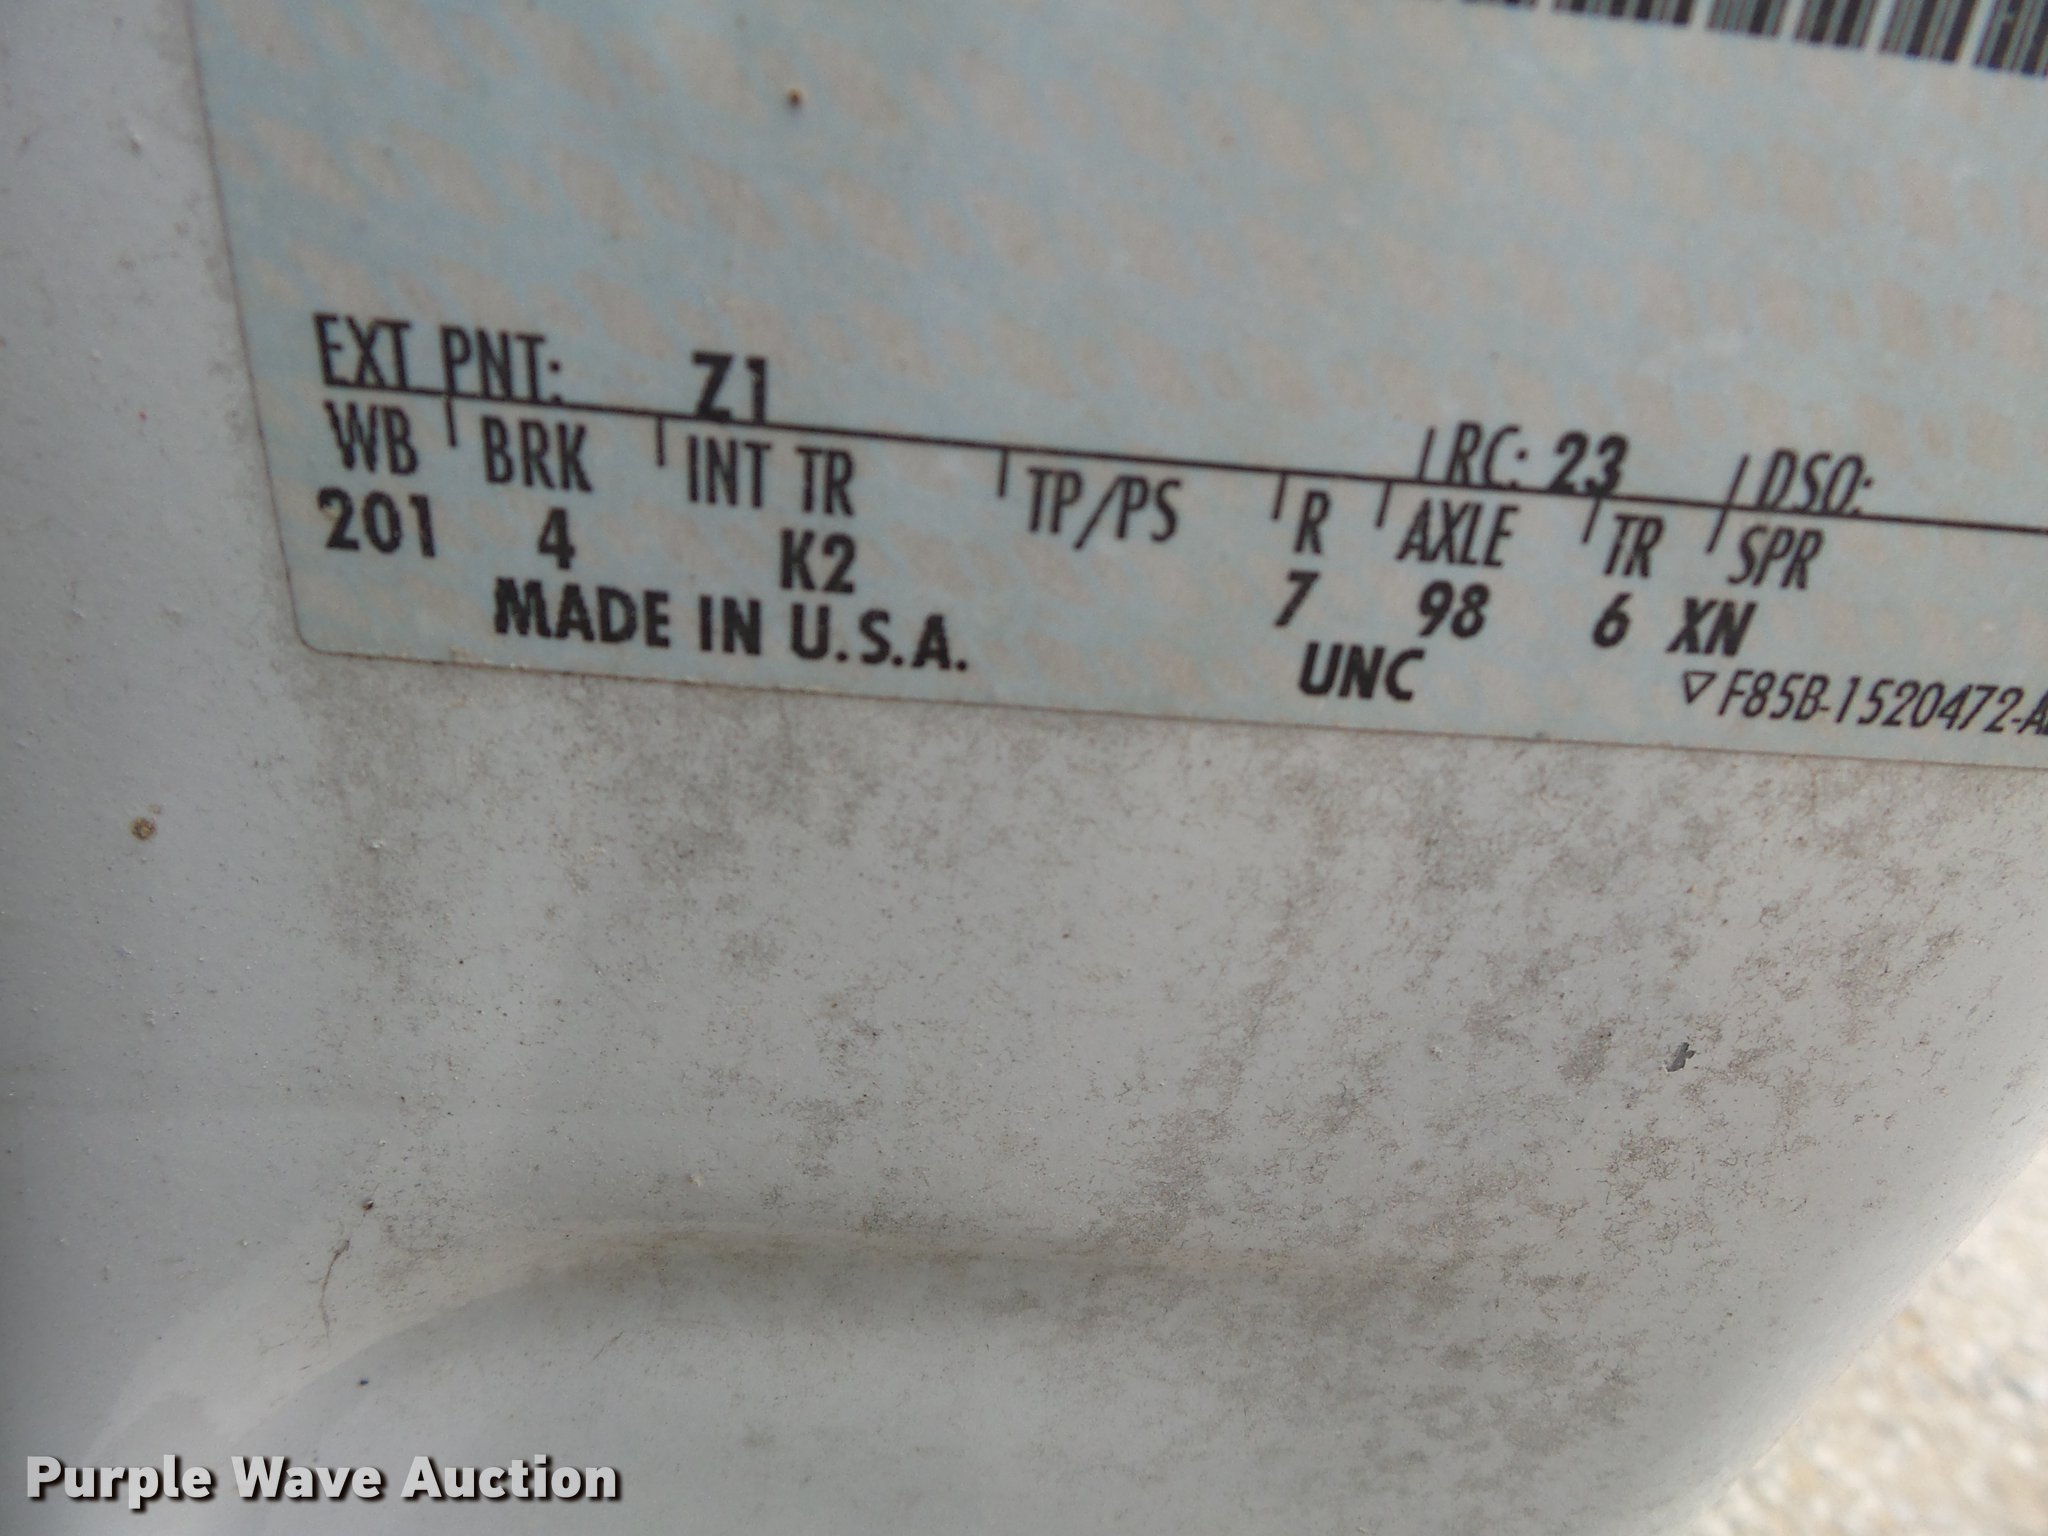 EXT PNT: Z1 RC: 23 DSO:
WB BRK INT TR TP/PS R AXLE TR SPR
201 4 K2 7 98 6 XN
MADE IN U.S.A. UNC
▽ F85B-1520472-A
Purple Wave Auction